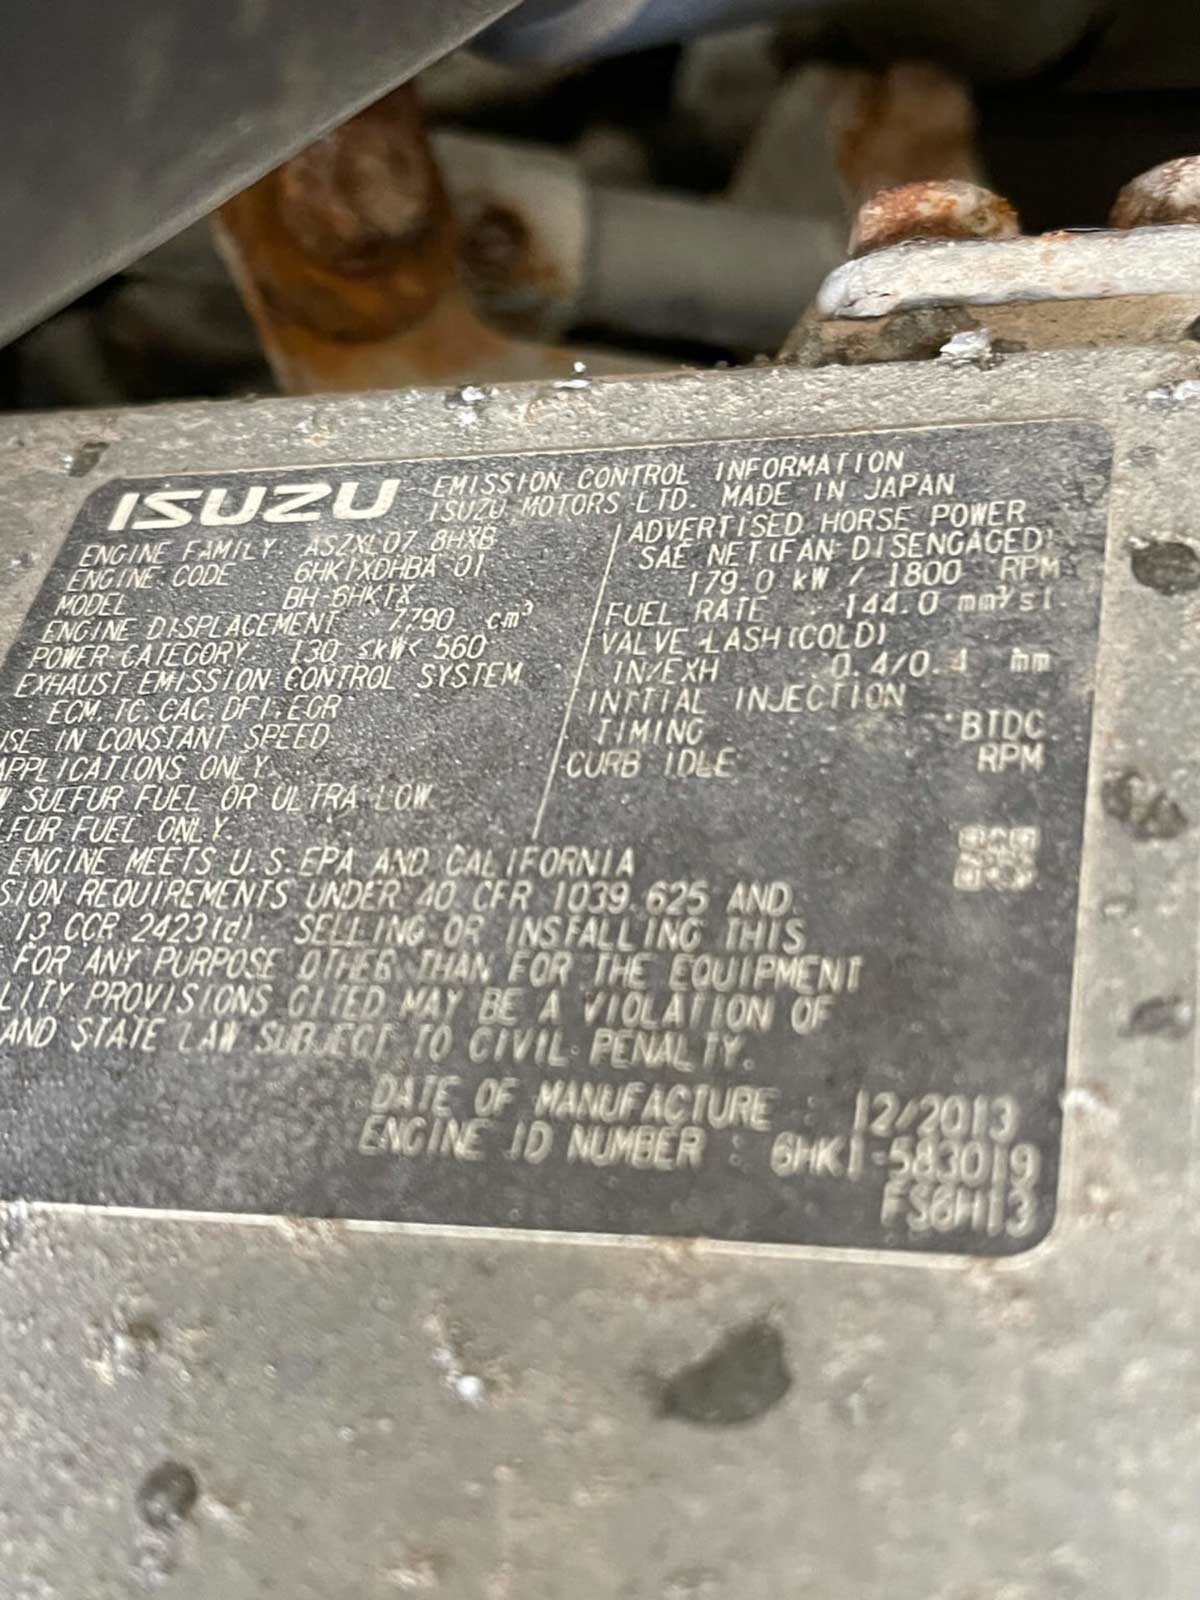 ISUZU
EMISSION CONTROL INFORMATION
ISUZU MOTORS LTD. MADE IN JAPAN
ENGINE FAMILY : ASZXL07.8HXB
ENGINE CODE : 6HK1XDHBA-01
MODEL : BH-6HK1X
ENGINE DISPLACEMENT : 7790 cm³
POWER CATEGORY : 130 ≤kW< 560
EXHAUST EMISSION CONTROL SYSTEM
: ECM.TC.CAC.DFI.EGR
USE IN CONSTANT SPEED
APPLICATIONS ONLY.
W SULFUR FUEL OR ULTRA LOW
LFUR FUEL ONLY.
ADVERTISED HORSE POWER
SAE NET(FAN DISENGAGED)
179.0 kW / 1800 RPM
FUEL RATE : 144.0 mm³/st.
VALVE LASH(COLD)
IN/EXH : 0.4/0.4 mm
INITIAL INJECTION
TIMING : BTDC
CURB IDLE : RPM
ENGINE MEETS U.S.EPA AND CALIFORNIA
SION REQUIREMENTS UNDER 40 CFR 1039.625 AND
13 CCR 2423(d) SELLING OR INSTALLING THIS
FOR ANY PURPOSE OTHER THAN FOR THE EQUIPMENT
LITY PROVISIONS CITED MAY BE A VIOLATION OF
AND STATE LAW SUBJECT TO CIVIL PENALTY.
DATE OF MANUFACTURE : 12/2013
ENGINE ID NUMBER : 6HK1-583019
FS6H13